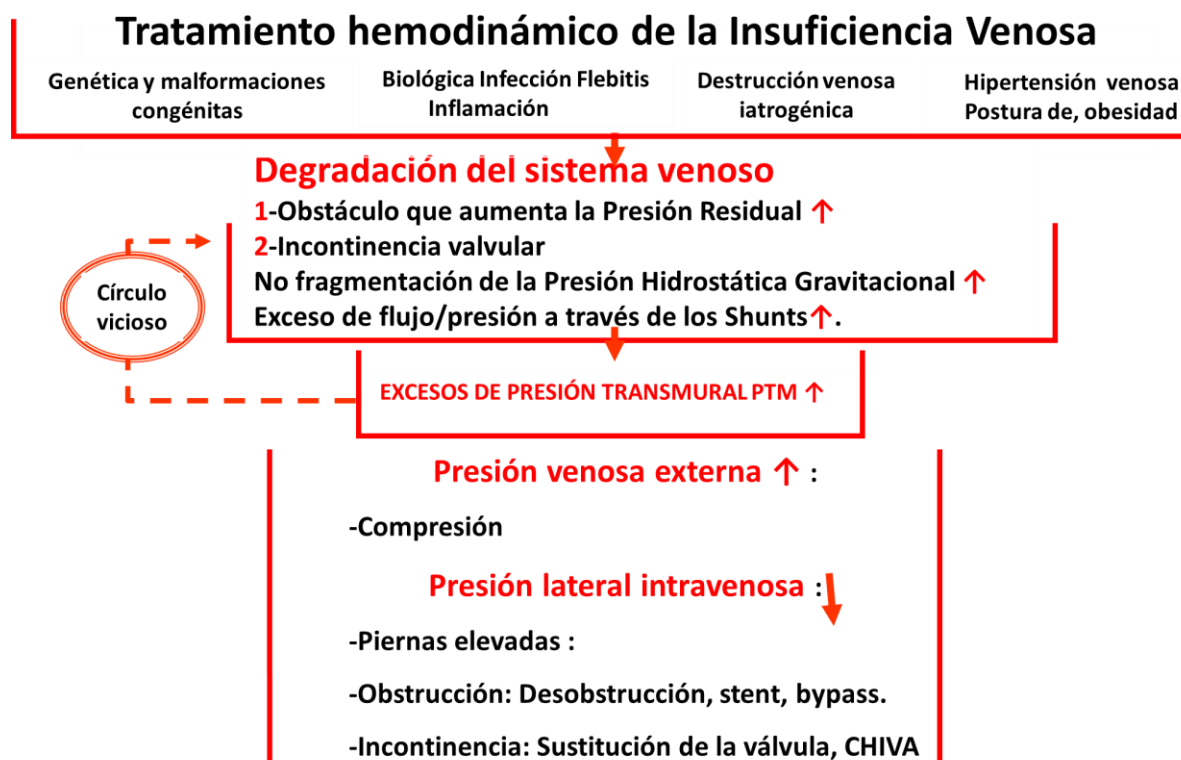 Tratamiento hemodinámico de la Insuficiencia Venosa
Genética y malformaciones
congénitas
Biológica Infección Flebitis
Inflamación
Destrucción venosa
iatrogénica
Hipertensión venosa
Postura de, obesidad
Degradación del sistema venoso
1-Obstáculo que aumenta la Presión Residual ↑
2-Incontinencia valvular
No fragmentación de la Presión Hidrostática Gravitacional ↑
Exceso de flujo/presión a través de los Shunts↑.
Círculo
vicioso
EXCESOS DE PRESIÓN TRANSMURAL PTM ↑
Presión venosa externa ↑ :
-Compresión
Presión lateral intravenosa :
-Piernas elevadas :
-Obstrucción: Desobstrucción, stent, bypass.
-Incontinencia: Sustitución de la válvula, CHIVA